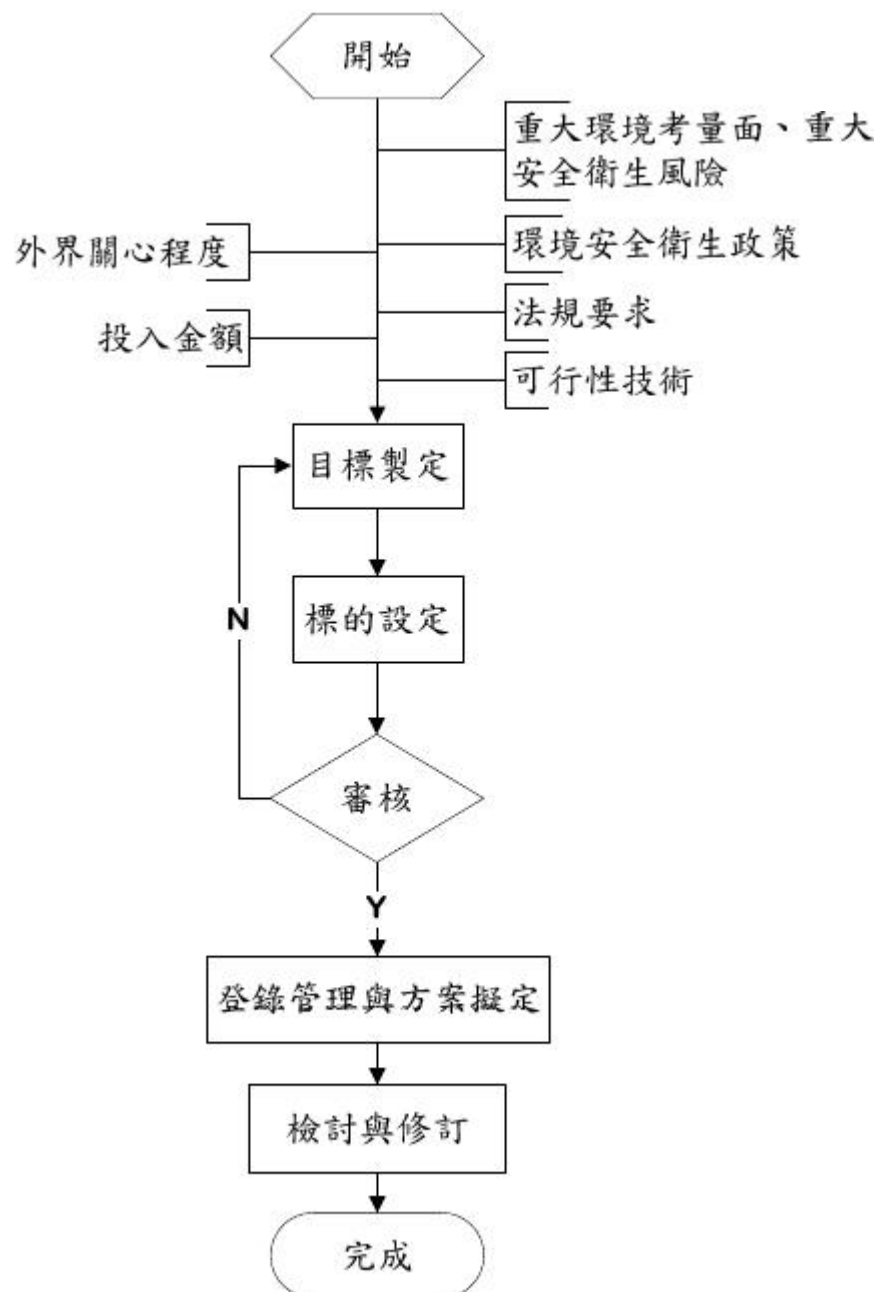 開始
重大環境考量面、重大
安全衛生風險
外界關心程度
環境安全衛生政策
投入金額
法規要求
可行性技術
目標製定
標的設定
N
審核
Y
登錄管理與方案擬定
檢討與修訂
完成